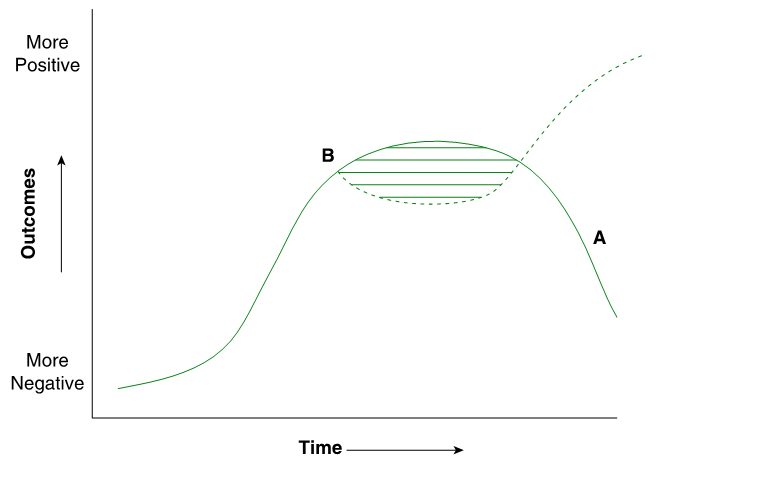 More
Positive
B
Outcomes
A
More
Negative
Time